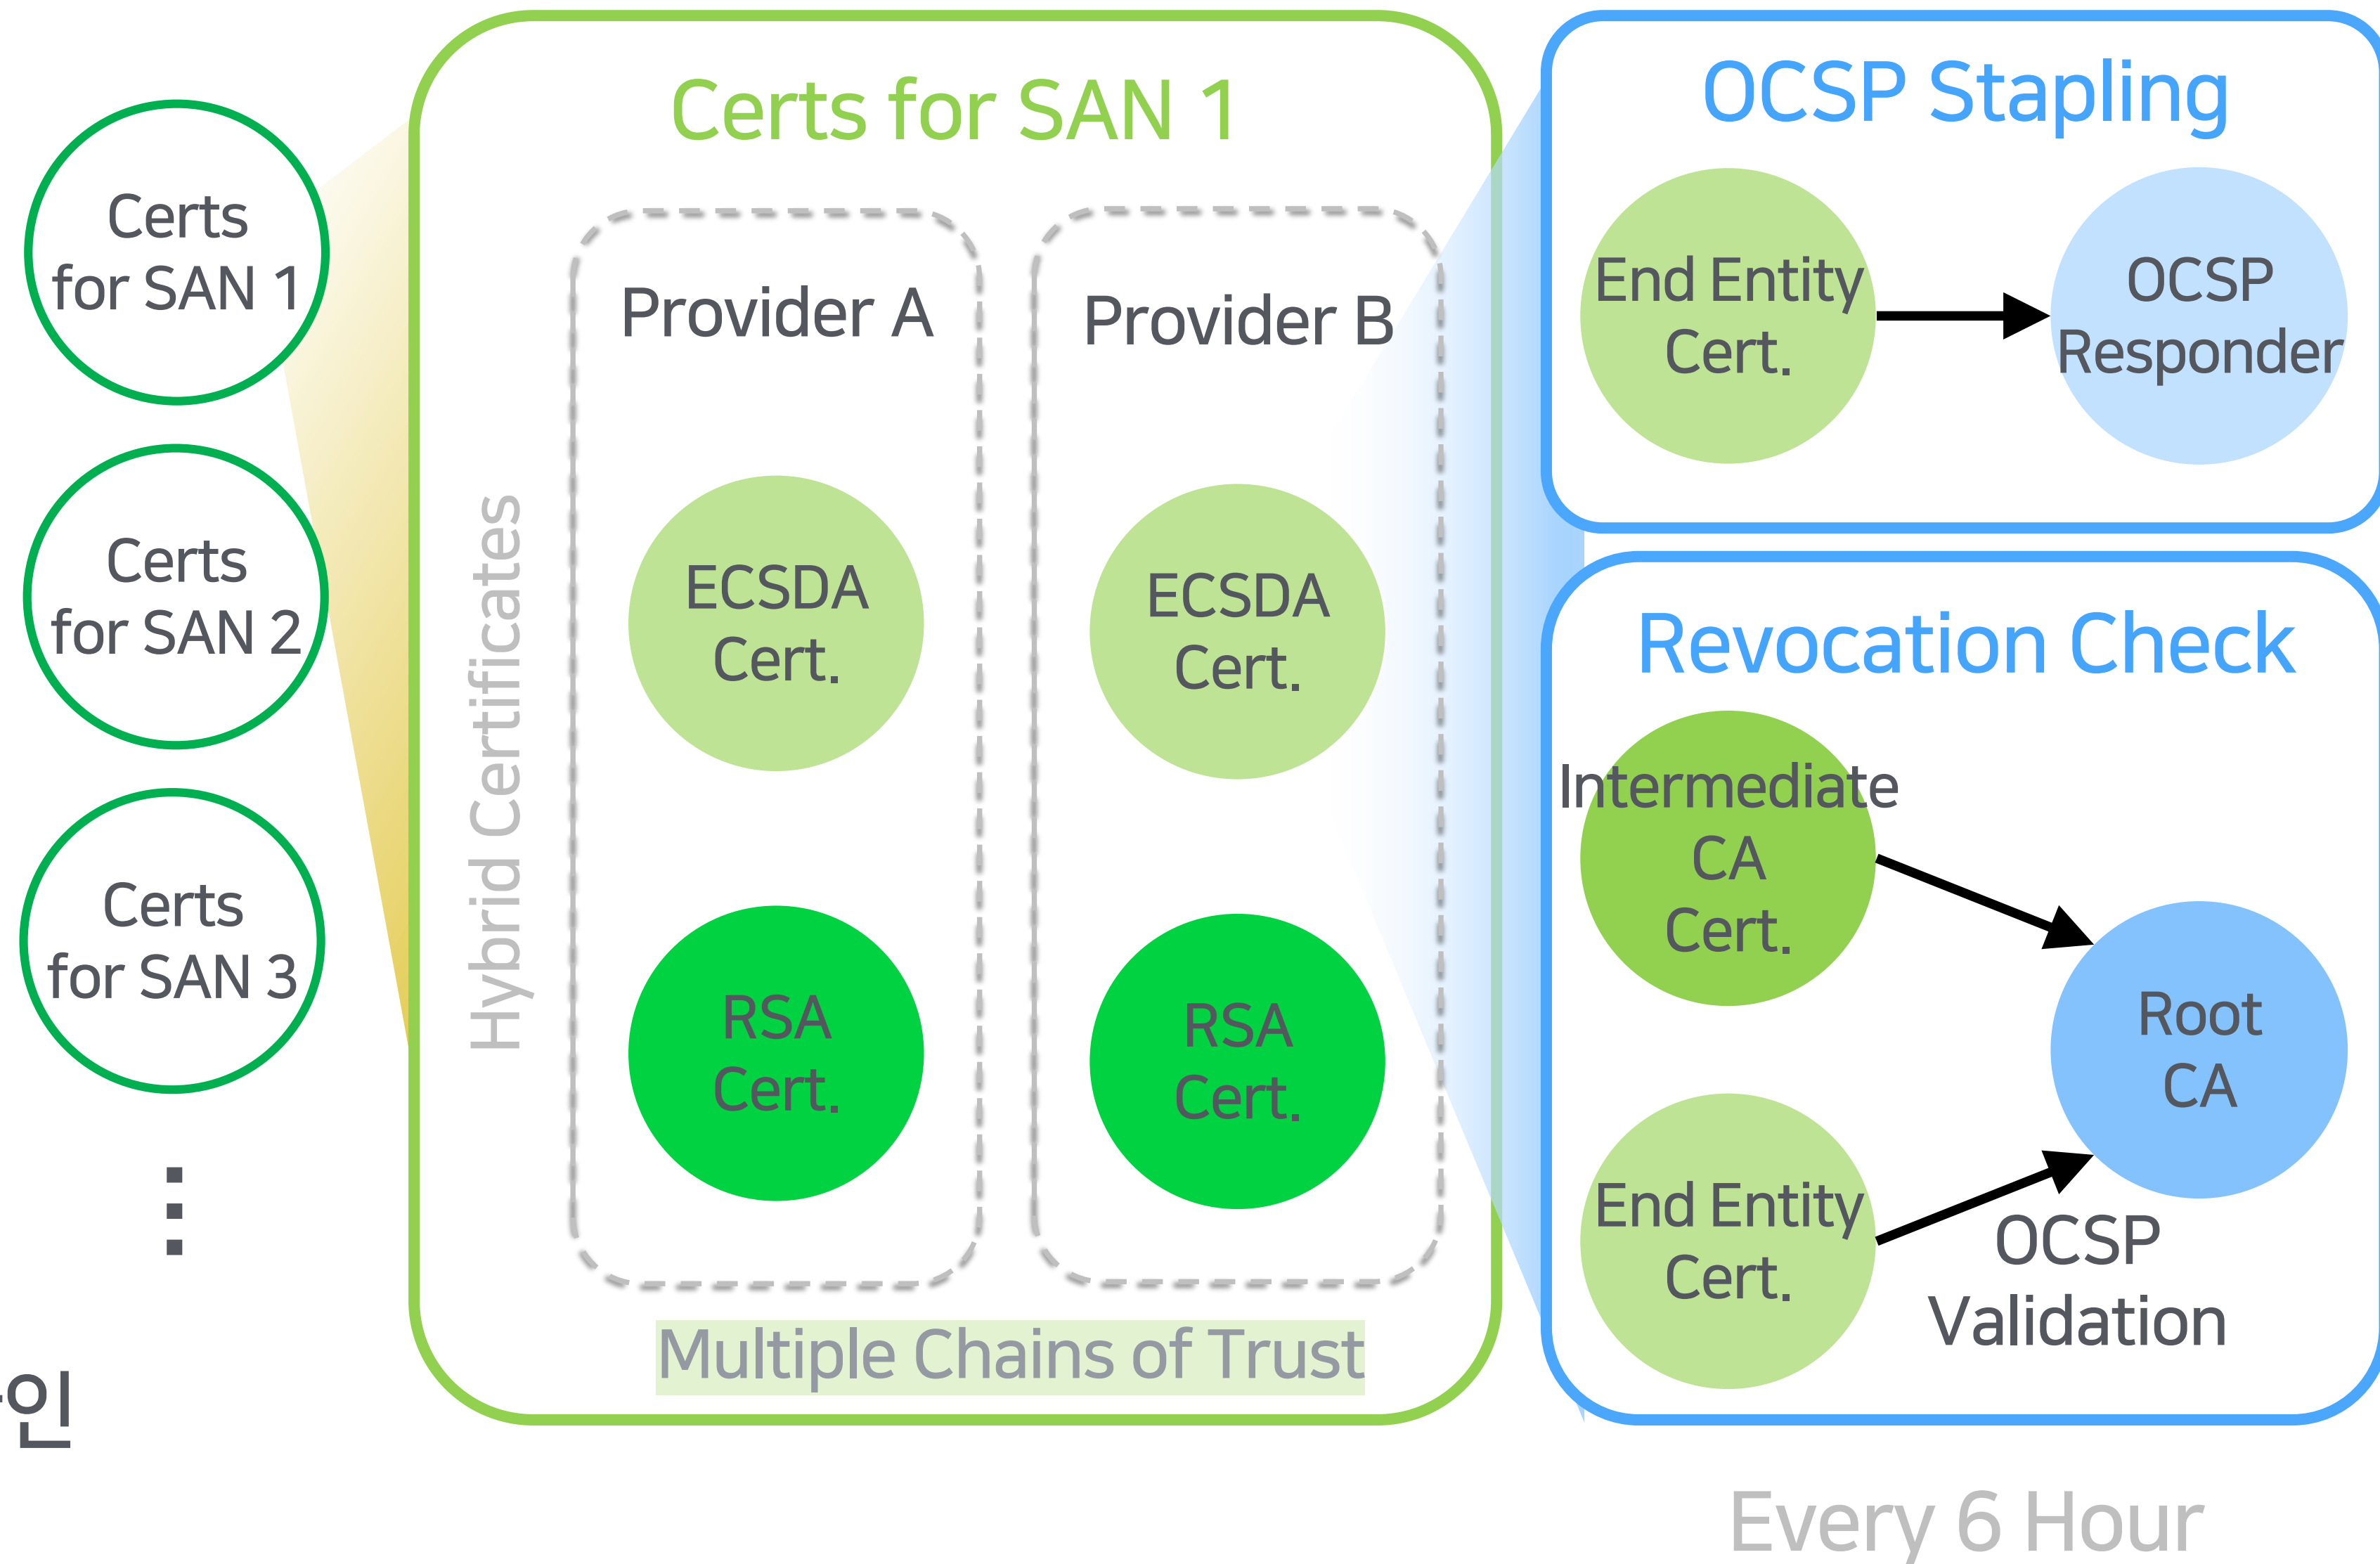 Certs
for SAN 1
Certs
for SAN 2
Certs
for SAN 3
⋮
인
Certs for SAN 1
Hybrid Certificates
Provider A
ECSDA
Cert.
RSA
Cert.
Provider B
ECSDA
Cert.
RSA
Cert.
Multiple Chains of Trust
OCSP Stapling
End Entity
Cert.
OCSP
Responder
Revocation Check
Intermediate
CA
Cert.
Root
CA
End Entity
Cert.
OCSP
Validation
Every 6 Hour